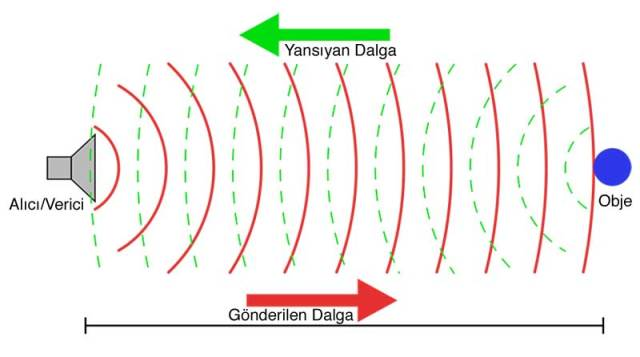 Yansıyan Dalga
Alıcı/Verici
Obje
Gönderilen Dalga